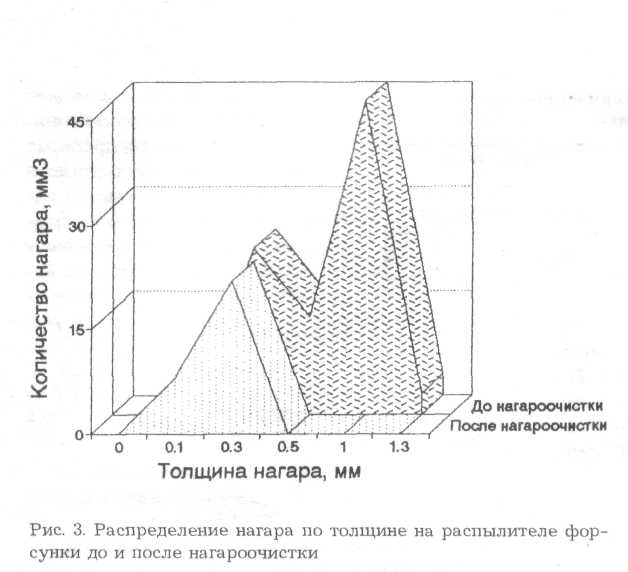 45
30
15
0
Количество нагара, мм3
0 0.1 0.3 0.5 1 1.3
До нагароочистки
После нагароочистки
Толщина нагара, мм
Рис. 3. Распределение нагара по толщине на распылителе фор-
сунки до и после нагароочистки